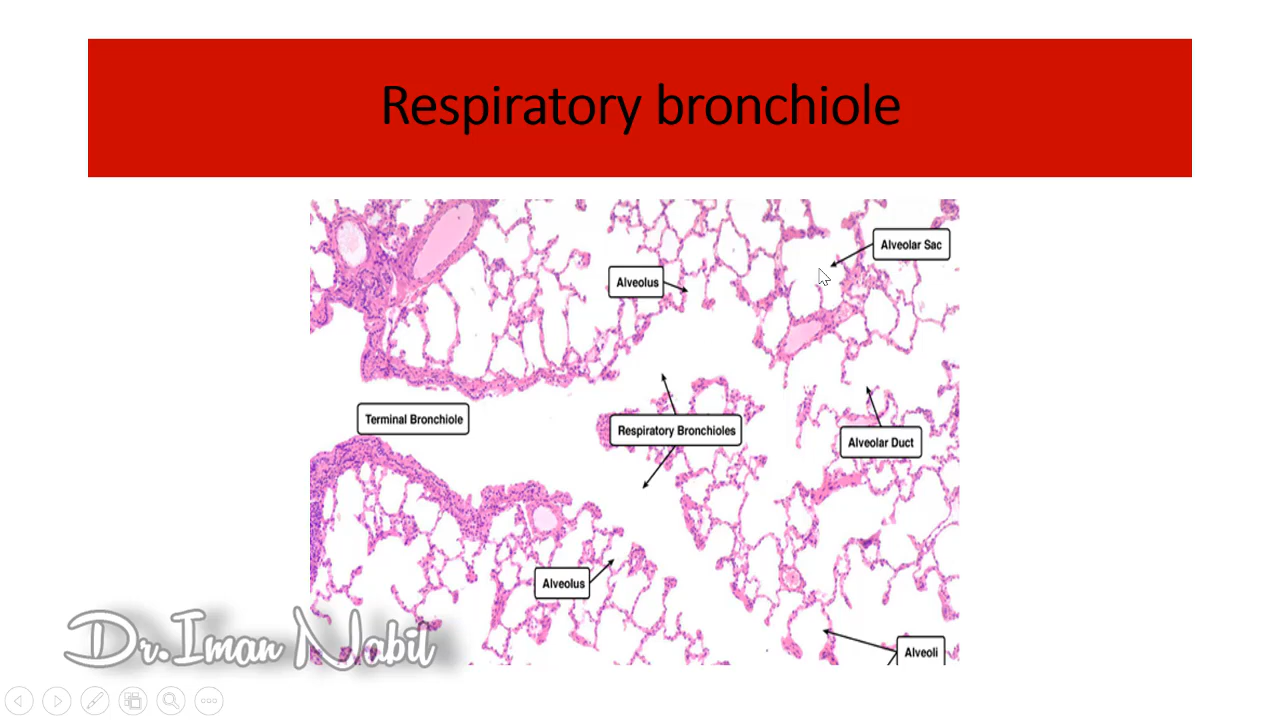 Respiratory bronchiole
Alveolar Sac
Alveolus
Terminal Bronchiole
Respiratory Bronchioles
Alveolar Duct
Alveolus
Alveoli
Dr.Iman Nabil